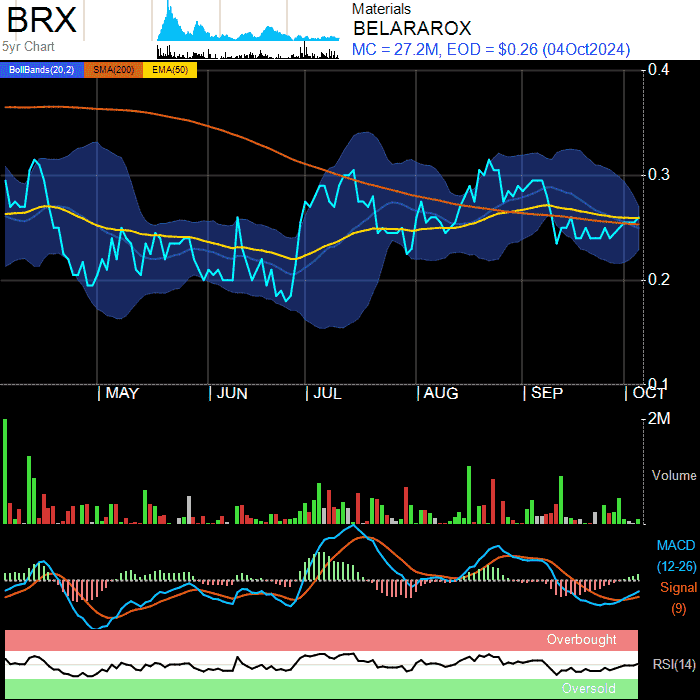 BRX
5yr Chart
Materials
BELARAROX
MC = 27.2M, EOD = $0.26 (04Oct2024)
BollBands(20,2) SMA(200) EMA(50)
0.4
0.3
0.2
0.1
MAY JUN JUL AUG SEP OCT
2M
Volume
MACD
(12-26)
Signal
(9)
Overbought
RSI(14)
Oversold